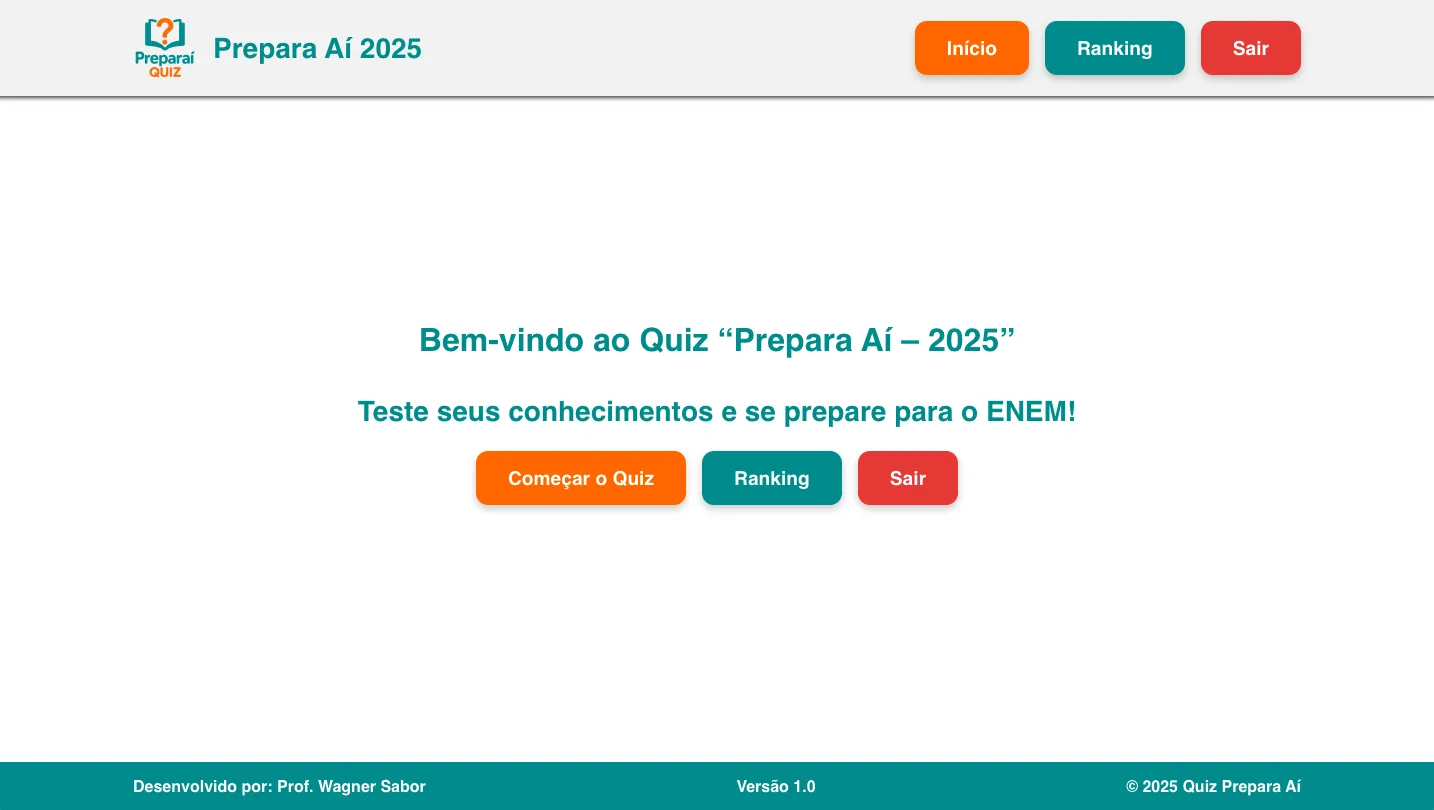 ?
Preparaí
QUIZ
Prepara Aí 2025
Início
Ranking
Sair
Bem-vindo ao Quiz “Prepara Aí – 2025”
Teste seus conhecimentos e se prepare para o ENEM!
Começar o Quiz
Ranking
Sair
Desenvolvido por: Prof. Wagner Sabor
Versão 1.0
© 2025 Quiz Prepara Aí